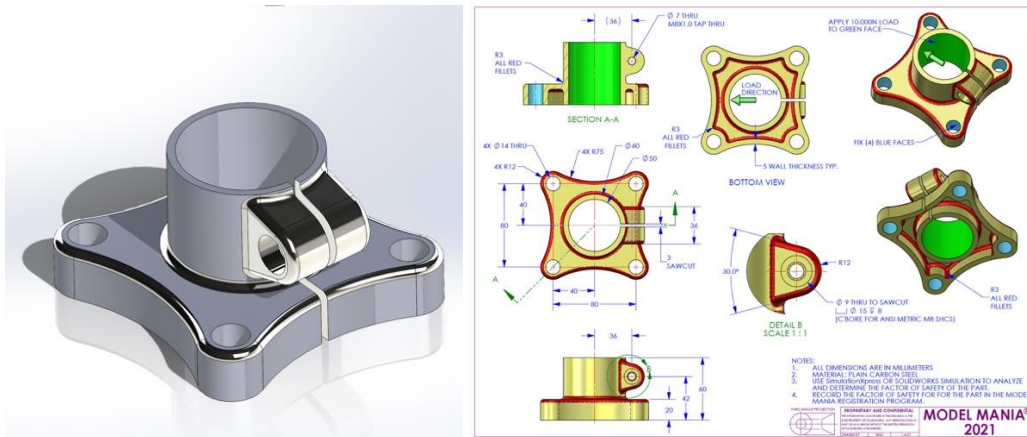 (36)
Ø 7 THRU
M8X1.0 TAP THRU
R3
ALL RED
FILLETS
SECTION A-A
LOAD
DIRECTION
R3
ALL RED
FILLETS
5 WALL THICKNESS TYP.
BOTTOM VIEW
APPLY 10,000N LOAD
TO GREEN FACE
FIX (4) BLUE FACES
4X Ø14 THRU
4X R75
Ø60
4X R12
Ø50
A
40
80
36
3
SAWCUT
A
40
80
30.0°
R12
Ø 9 THRU TO SAWCUT
⌴ Ø 15 ↧ 8
(C'BORE FOR ANSI METRIC M8 SHCS)
DETAIL B
SCALE 1 : 1
R3
ALL RED
FILLETS
36
B
60
42
20
NOTES:
1. ALL DIMENSIONS ARE IN MILLIMETERS
2. MATERIAL: PLAIN CARBON STEEL
3. USE SimulationXpress OR SOLIDWORKS SIMULATION TO ANALYZE
AND DETERMINE THE FACTOR OF SAFETY OF THE PART.
4. RECORD THE FACTOR OF SAFETY FOR FOR THE PART IN THE MODEL
MANIA REGISTRATION PROGRAM.
THIRD ANGLE PROJECTION
PROPRIETARY AND CONFIDENTIAL
MODEL MANIA®
2021